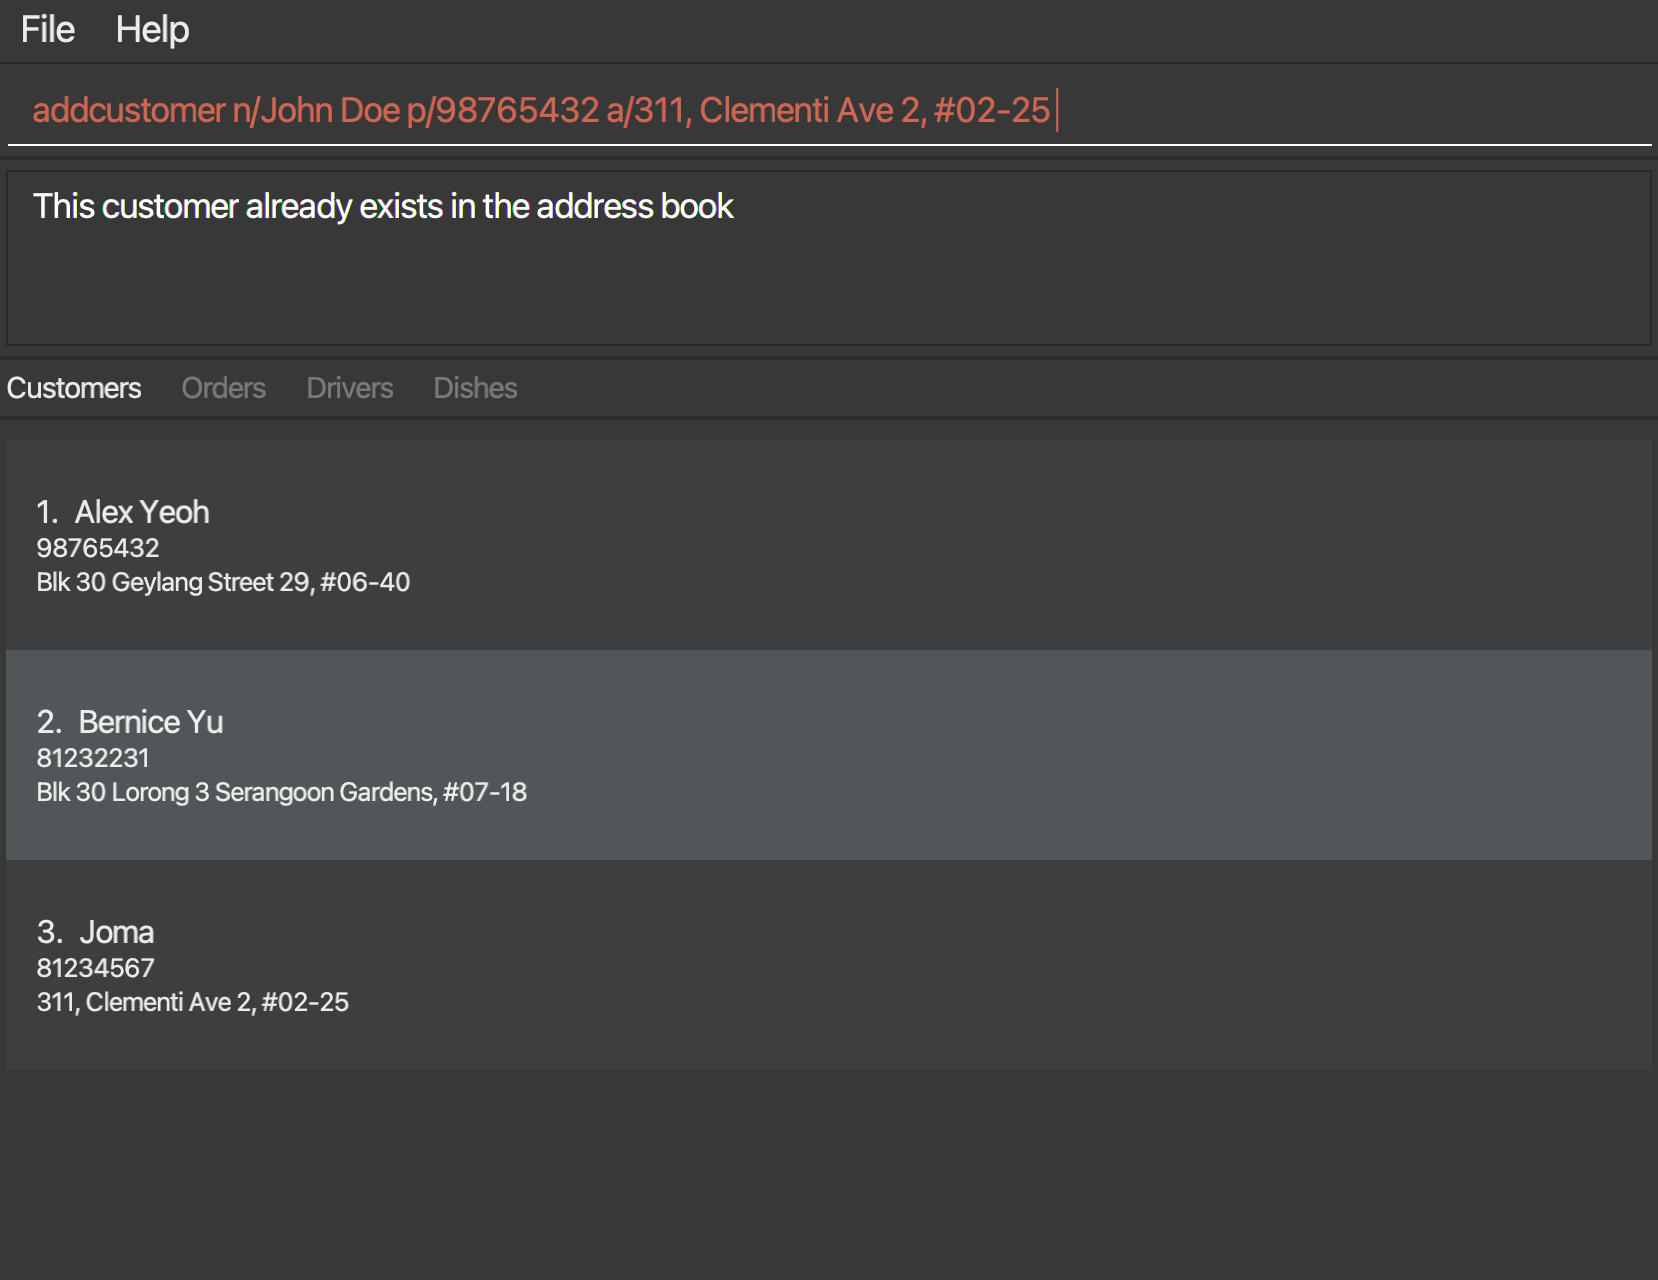 File Help
addcustomer n/John Doe p/98765432 a/311, Clementi Ave 2, #02-25
This customer already exists in the address book
Customers Orders Drivers Dishes
1. Alex Yeoh
98765432
Blk 30 Geylang Street 29, #06-40
2. Bernice Yu
81232231
Blk 30 Lorong 3 Serangoon Gardens, #07-18
3. Joma
81234567
311, Clementi Ave 2, #02-25